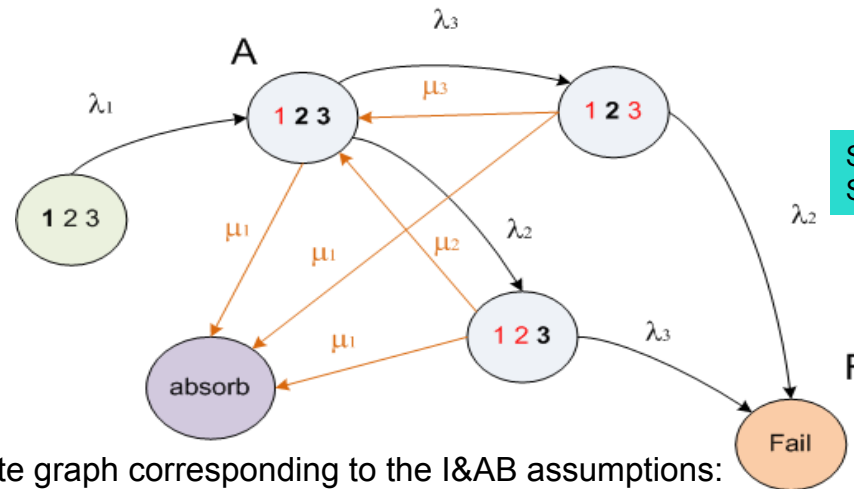 λ3
A
λ1
μ3
1 2 3
1 2 3
S
S
1 2 3
λ2
μ1
μ1
μ2
λ2
μ1
1 2 3
λ3
absorb
F
Fail
te graph corresponding to the I&AB assumptions: